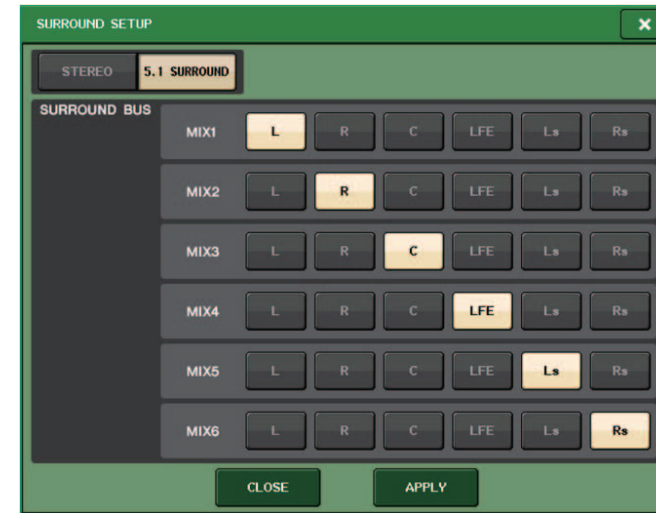 SURROUND SETUP ×
STEREO 5.1 SURROUND
SURROUND BUS
MIX1 L R C LFE Ls Rs
MIX2 L R C LFE Ls Rs
MIX3 L R C LFE Ls Rs
MIX4 L R C LFE Ls Rs
MIX5 L R C LFE Ls Rs
MIX6 L R C LFE Ls Rs
CLOSE APPLY